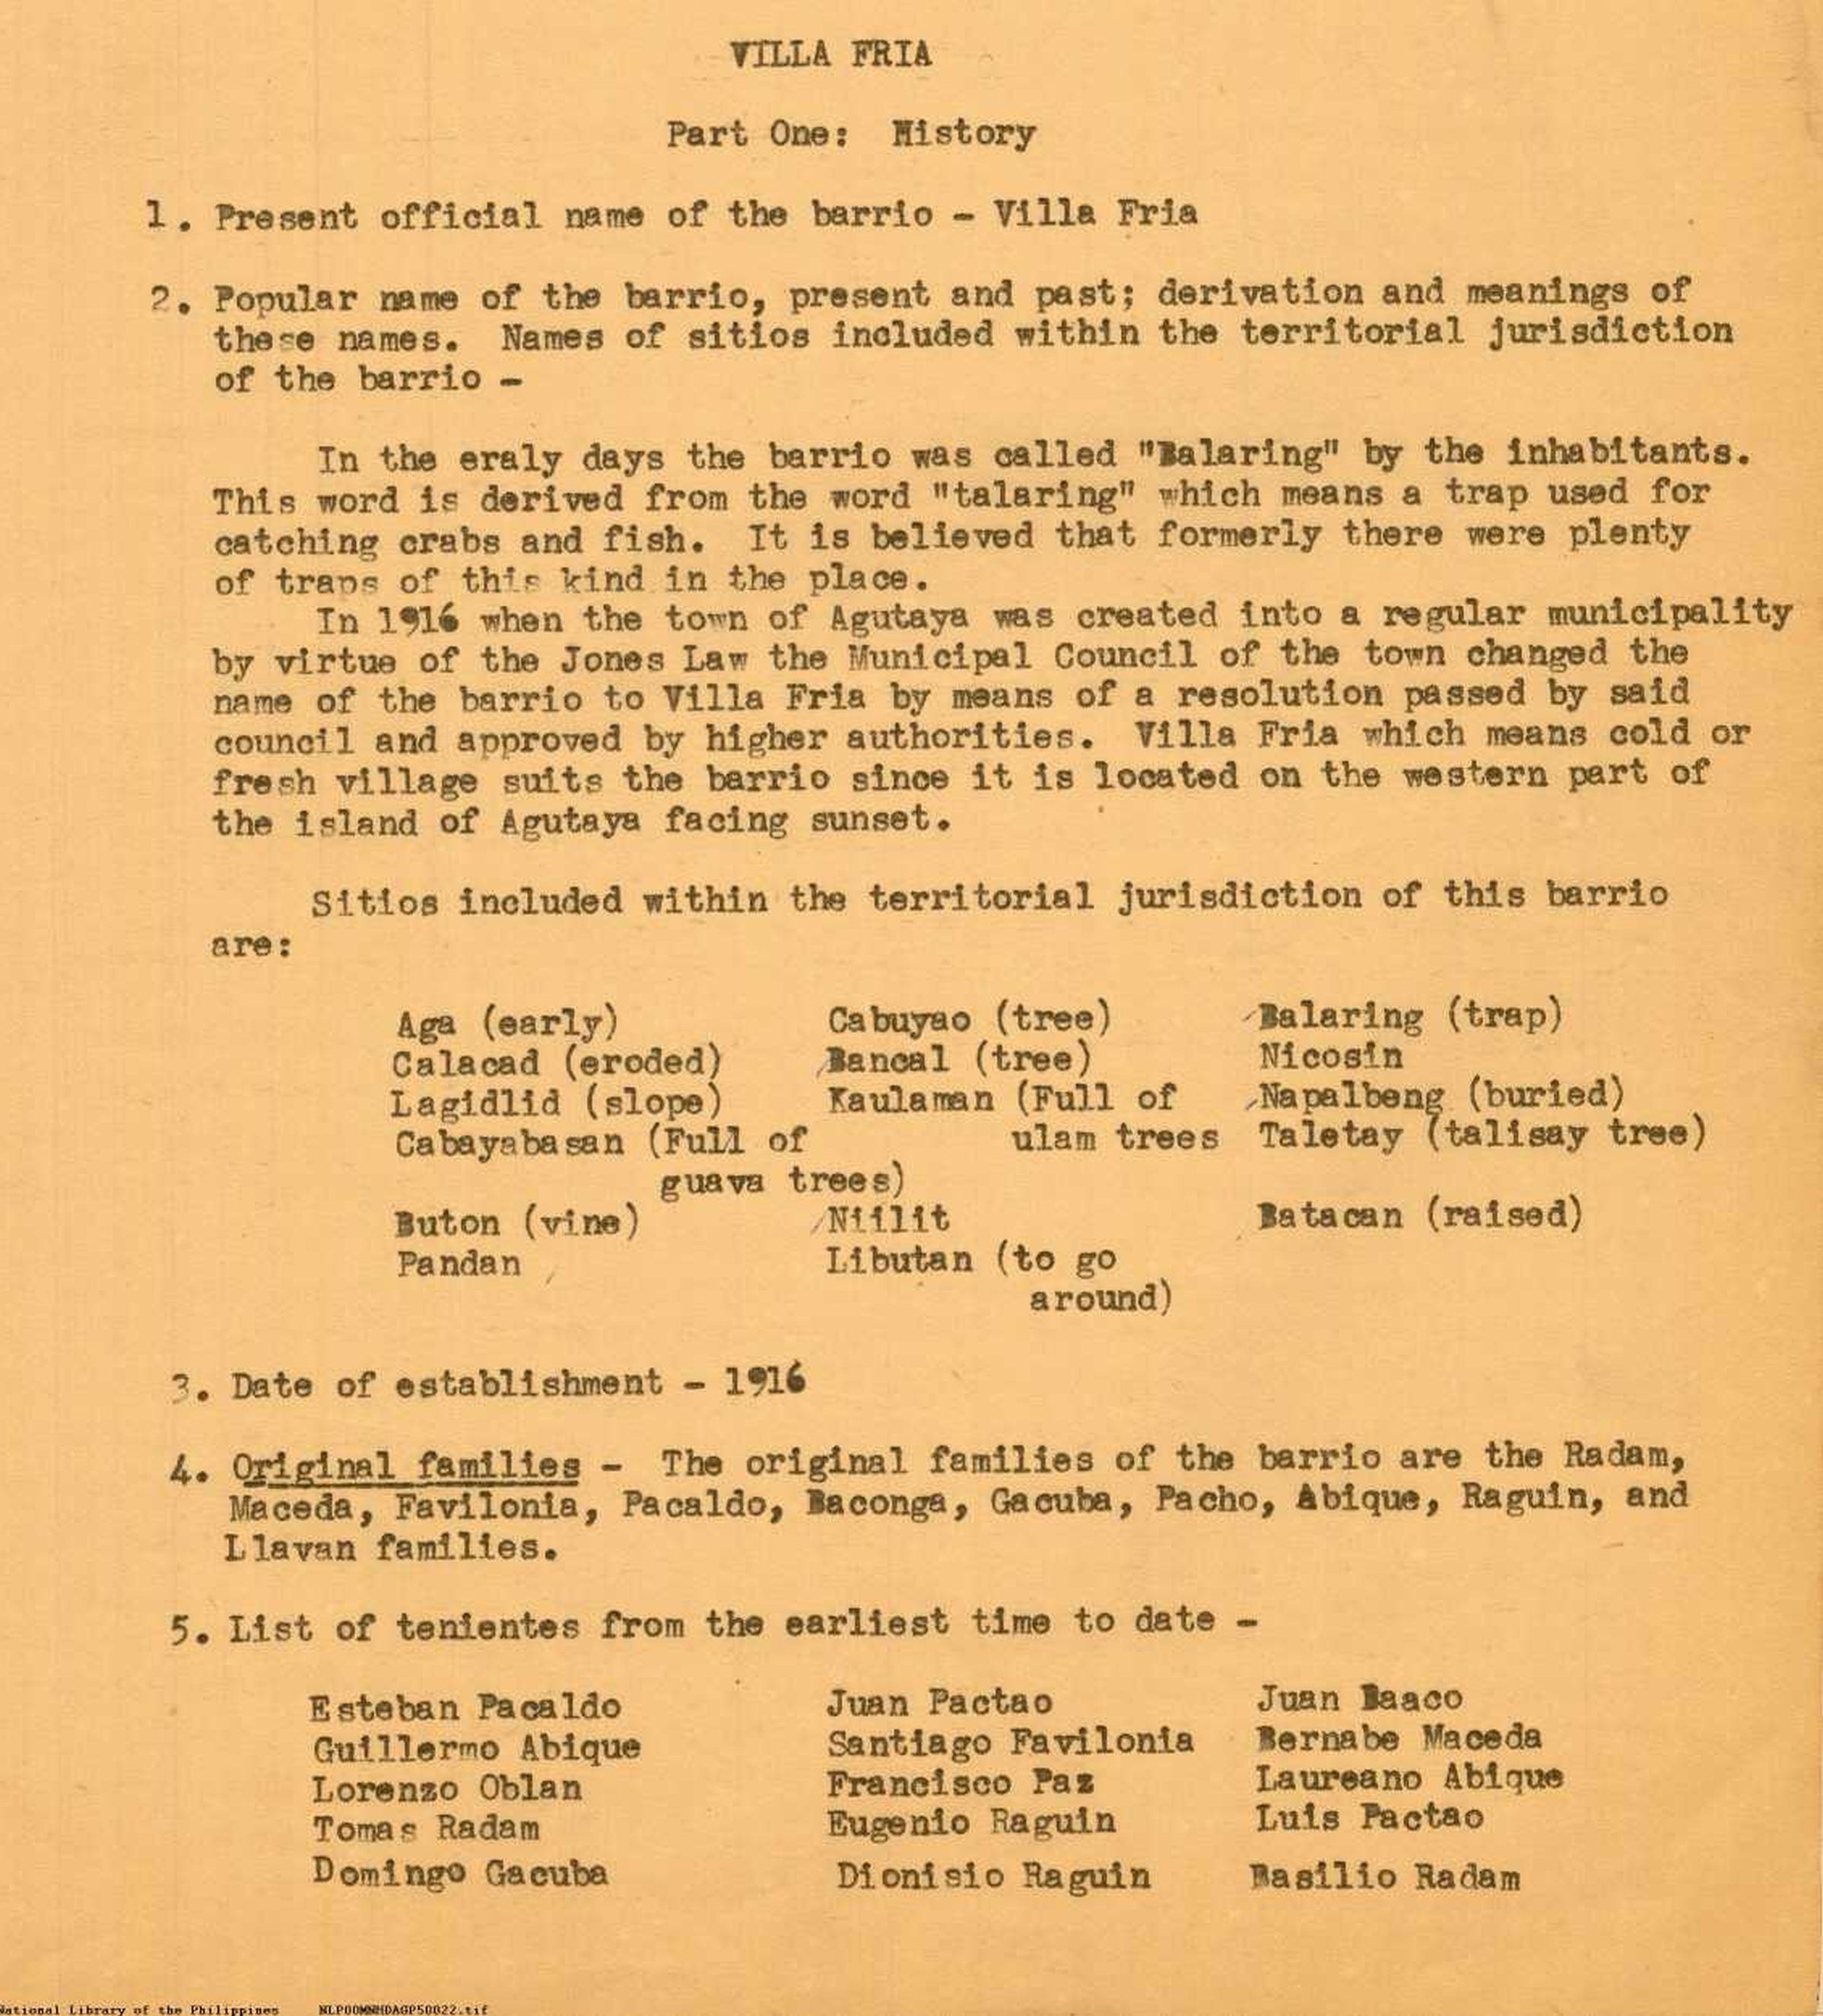 VILLA FRIA
Part One: History
1. Present official name of the barrio - Villa Fria
2. Popular name of the barrio, present and past; derivation and meanings of
these names. Names of sitios included within the territorial jurisdiction
of the barrio -
In the eraly days the barrio was called "Balaring" by the inhabitants.
This word is derived from the word "talaring" which means a trap used for
catching crabs and fish. It is believed that formerly there were plenty
of traps of this kind in the place.
In 1916 when the town of Agutaya was created into a regular municipality
by virtue of the Jones Law the Municipal Council of the town changed the
name of the barrio to Villa Fria by means of a resolution passed by said
council and approved by higher authorities. Villa Fria which means cold or
fresh village suits the barrio since it is located on the western part of
the island of Agutaya facing sunset.
Sitios included within the territorial jurisdiction of this barrio
are:
Aga (early) Cabuyao (tree) Balaring (trap)
Calacad (eroded) Bancal (tree) Nicosin
Lagidlid (slope) Kaulaman (Full of Napalbeng (buried)
Cabayabasan (Full of ulam trees Taletay (talisay tree)
guava trees)
Buton (vine) Niilit Batacan (raised)
Pandan Libutan (to go
around)
3. Date of establishment - 1916
4. Original families - The original families of the barrio are the Radam,
Maceda, Favilonia, Pacaldo, Baconga, Gacuba, Pacho, Abique, Raguin, and
Llavan families.
5. List of tenientes from the earliest time to date -
Esteban Pacaldo Juan Pactao Juan Baaco
Guillermo Abique Santiago Favilonia Bernabe Maceda
Lorenzo Oblan Francisco Paz Laureano Abique
Tomas Radam Eugenio Raguin Luis Pactao
Domingo Gacuba Dionisio Raguin Basilio Radam
National Library of the Philippines NLPOOMNHDAGP50022.tif